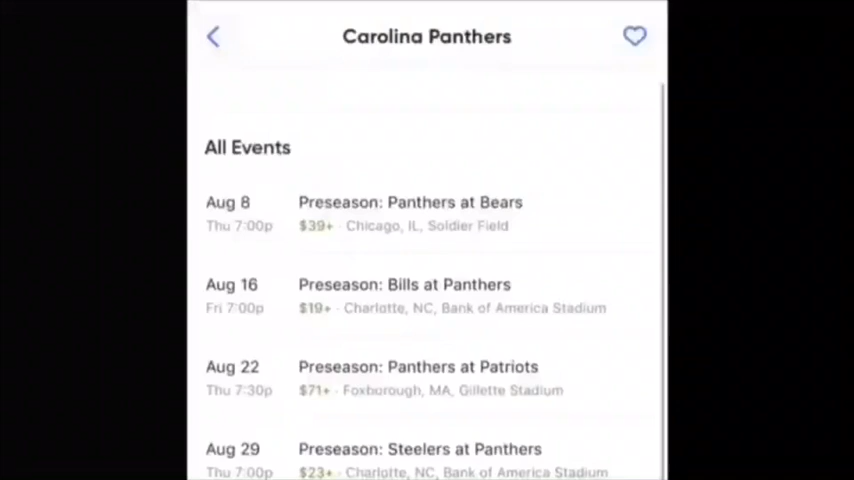 Carolina Panthers
All Events
Aug 8 Preseason: Panthers at Bears
Thu 7:00p $39+ · Chicago, IL, Soldier Field
Aug 16 Preseason: Bills at Panthers
Fri 7:00p $19+ · Charlotte, NC, Bank of America Stadium
Aug 22 Preseason: Panthers at Patriots
Thu 7:30p $71+ · Foxborough, MA, Gillette Stadium
Aug 29 Preseason: Steelers at Panthers
Thu 7:00p $23+ · Charlotte, NC, Bank of America Stadium